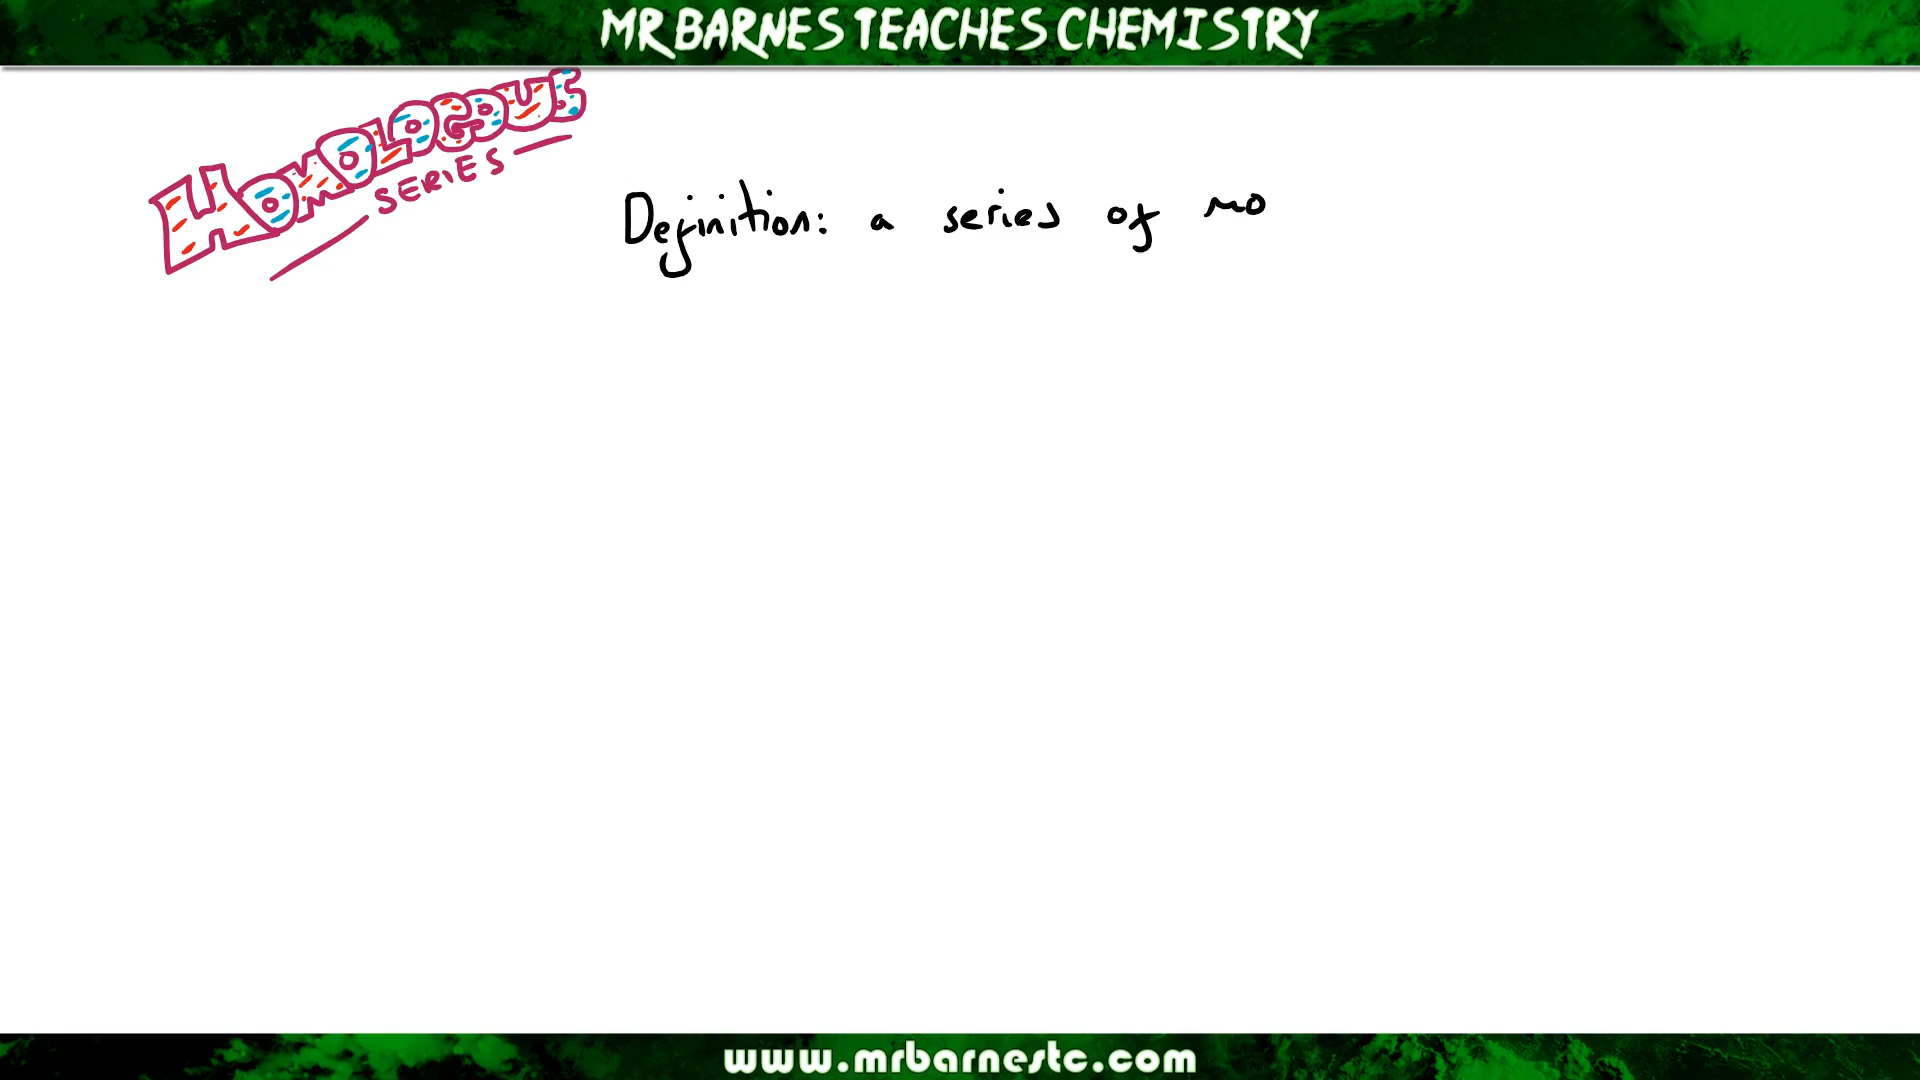 MR BARNES TEACHES CHEMISTRY
HOMOLOGOUS
SERIES
Definition: a series of mo
www.mrbarnestc.com